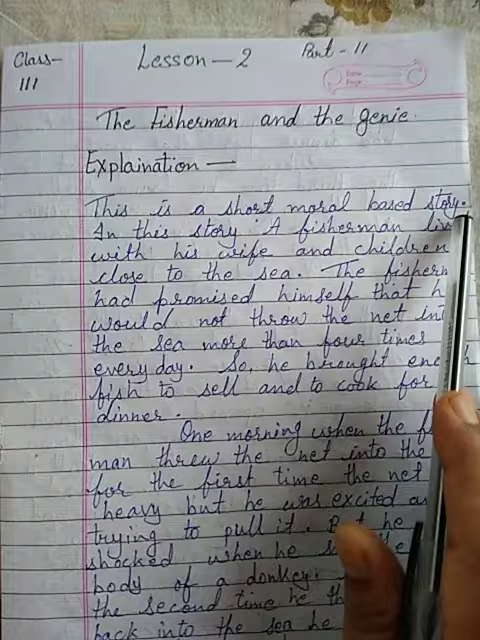 Class-
III
Lesson - 2
Part - II
The Fisherman and the genie.
Explaination —
This is a short moral based story.
In this story A fisherman
with his wife and children
close to the sea. The
had promised himself that
would not throw the net
the sea more than four times
everyday. So, he brought
fish to sell and to cook for
dinner.
One morning when the
man threw the net into the
for the first time the net
heavy but he was excited
trying to pull it. But he
shocked when he
body of a donkey.
the second time he
back into the sea he